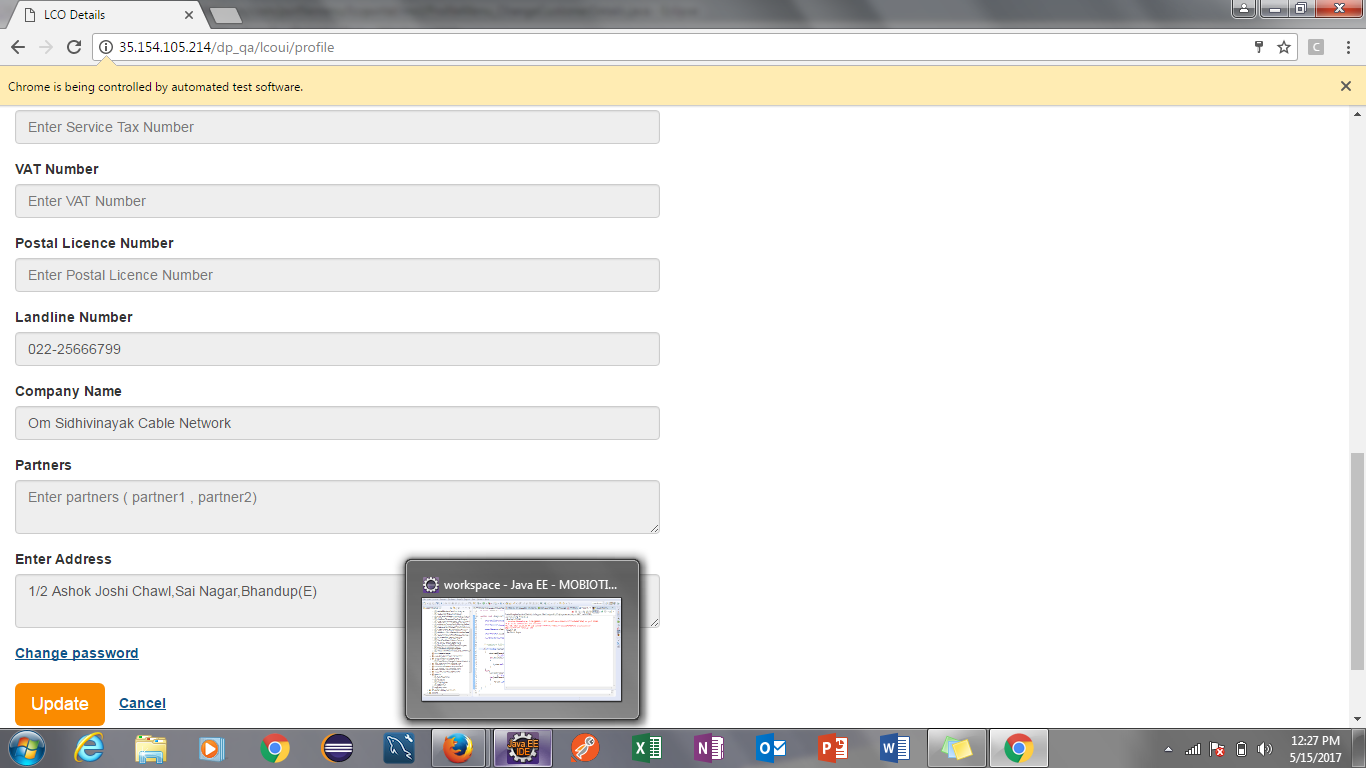 LCO Details
35.154.105.214/dp_qa/lcoui/profile
C
Chrome is being controlled by automated test software.
Enter Service Tax Number
VAT Number
Enter VAT Number
Postal Licence Number
Enter Postal Licence Number
Landline Number
022-25666799
Company Name
Om Sidhivinayak Cable Network
Partners
Enter partners ( partner1 , partner2)
Enter Address
1/2 Ashok Joshi Chawl,Sai Nagar,Bhandup(E)
workspace - Java EE - MOBIOTI...
Change password
Update
Cancel
Java EE
IDE
12:27 PM
5/15/2017